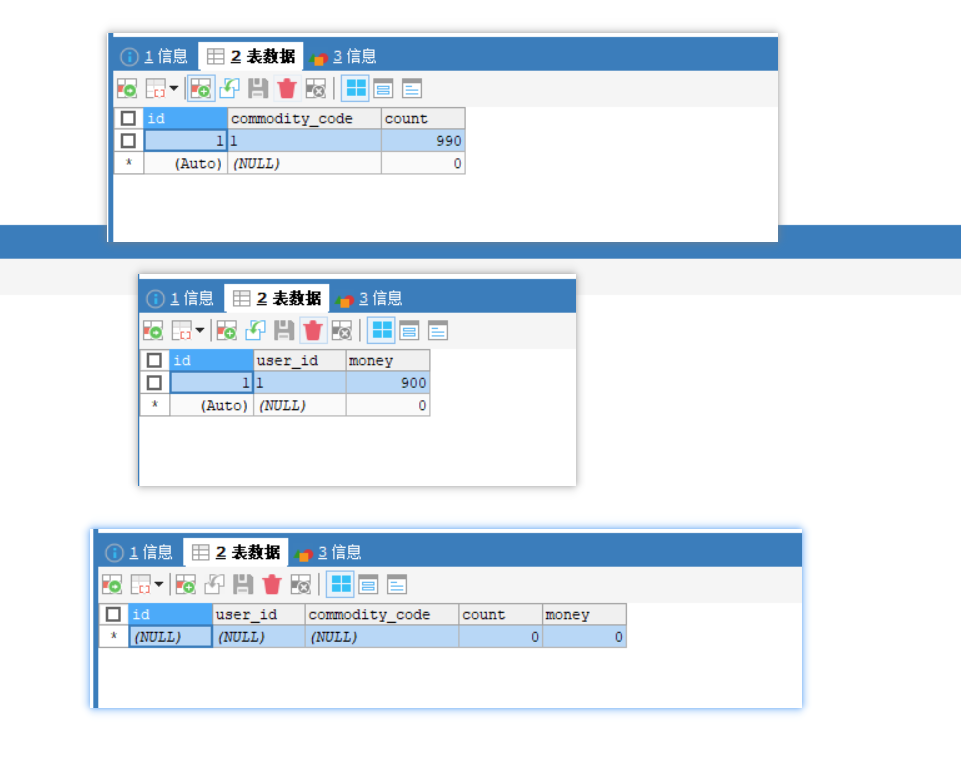 1 信息 2 表数据 3 信息
id commodity_code count
1 1 990
* (Auto) (NULL) 0
1 信息 2 表数据 3 信息
id user_id money
1 1 900
* (Auto) (NULL) 0
1 信息 2 表数据 3 信息
id user_id commodity_code count money
* (NULL) (NULL) (NULL) 0 0